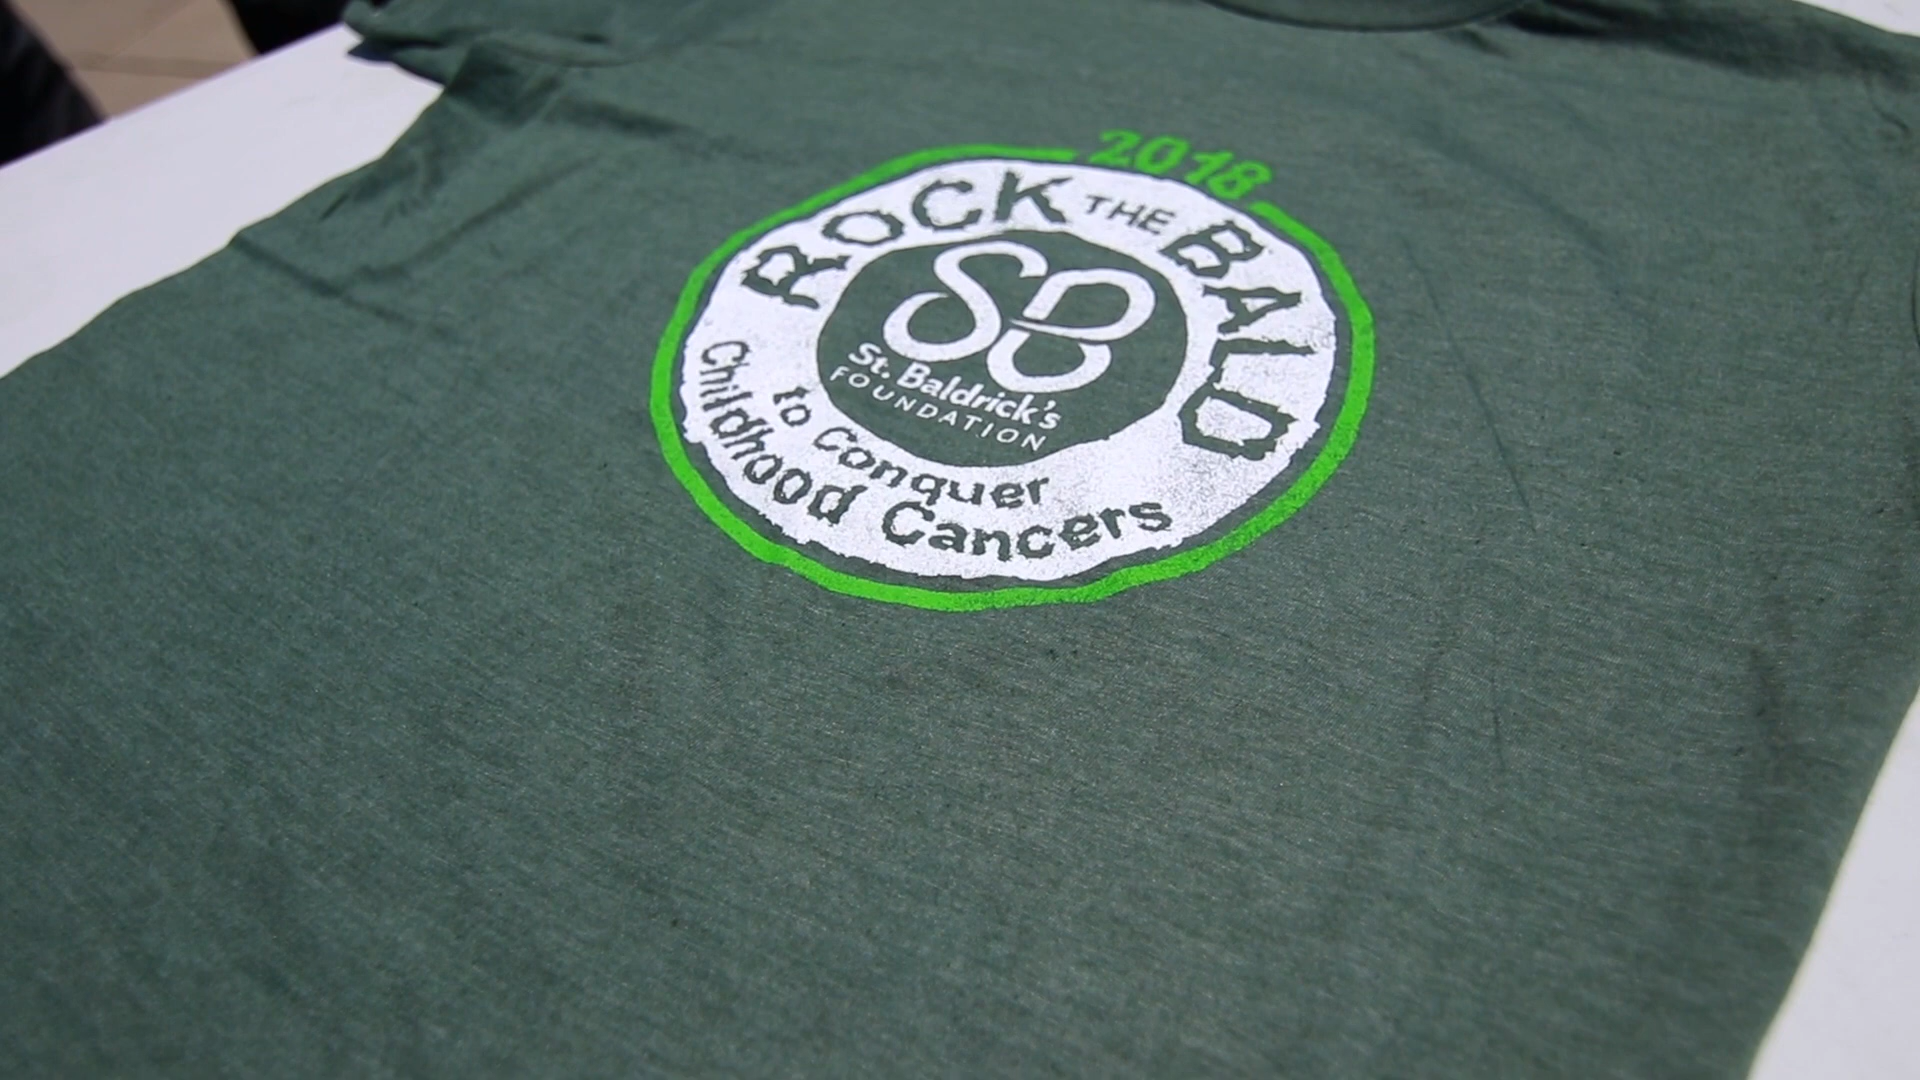 2018
ROCK THE BALD
SB
St. Baldrick's
FOUNDATION
to Conquer
Childhood Cancers